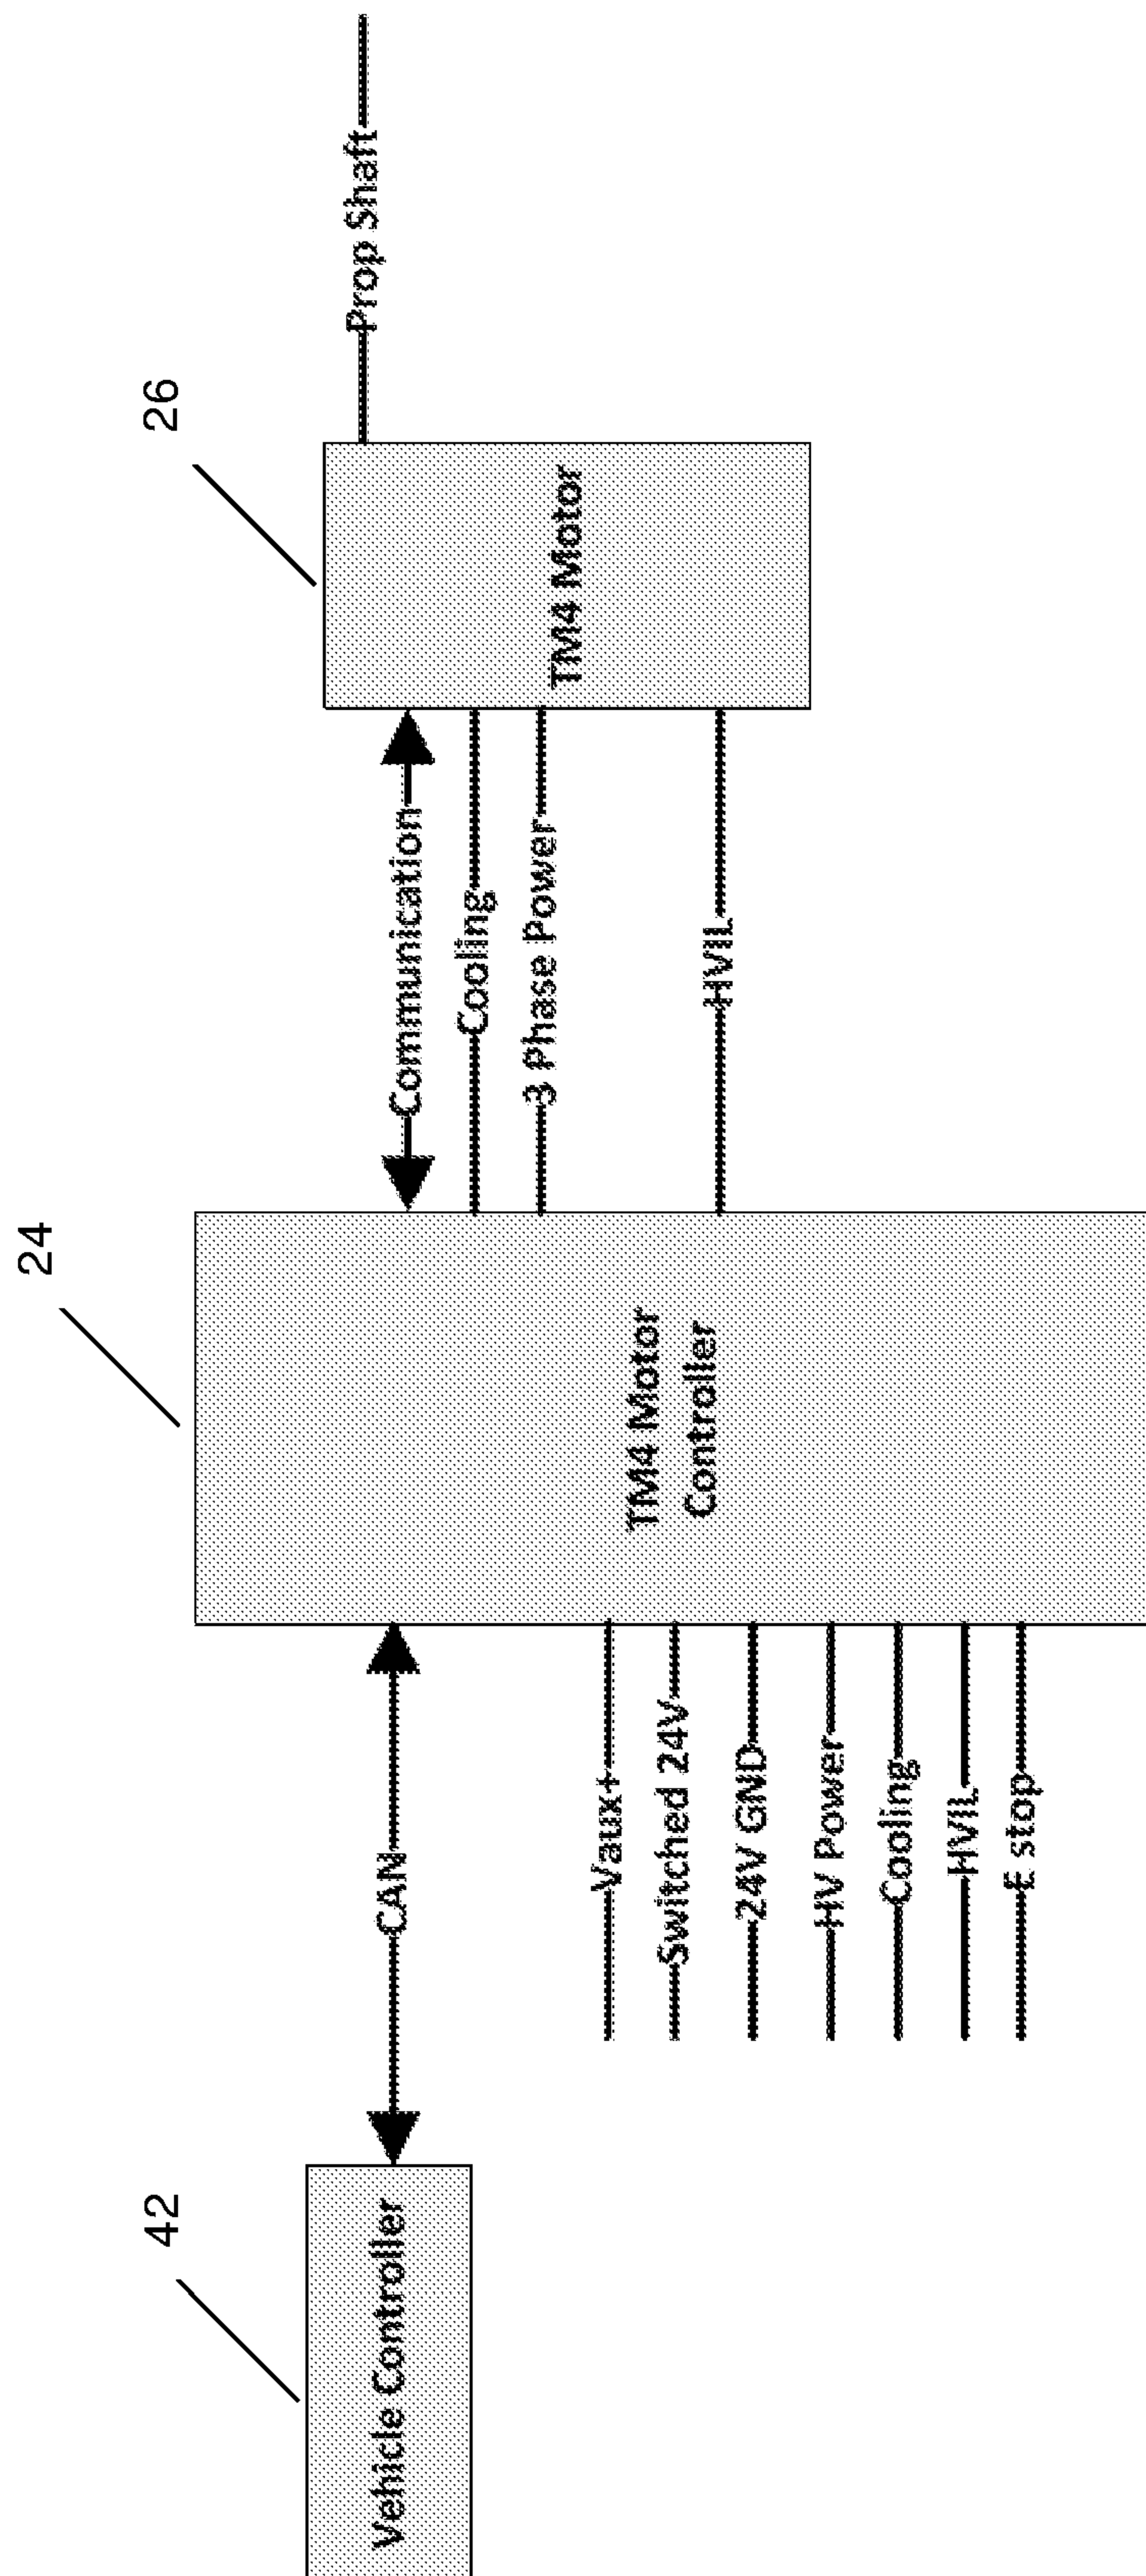 42
24
26
Vehicle Controller
CAN
TM4 Motor
Controller
Communication
Cooling
3 Phase Power
HVIL
TM4 Motor
Prop Shaft
Vaux+
Switched 24V
24V GND
HV Power
Cooling
HVIL
E stop